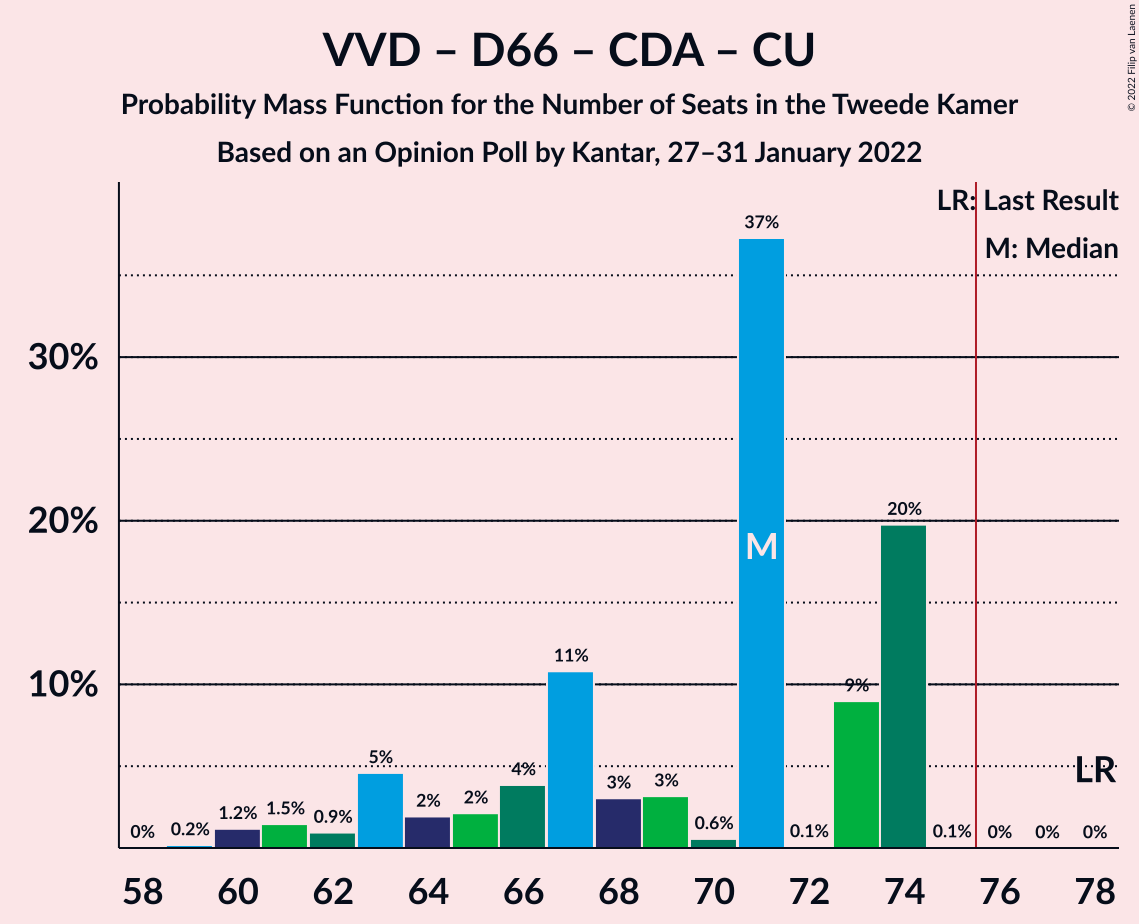 VVD – D66 – CDA – CU
Probability Mass Function for the Number of Seats in the Tweede Kamer
Based on an Opinion Poll by Kantar, 27–31 January 2022
© 2022 Filip van Laenen
LR: Last Result
M: Median
30%
20%
10%
0%
0.2%
1.2%
1.5%
0.9%
5%
2%
2%
4%
11%
3%
3%
0.6%
37%
0.1%
9%
20%
0.1%
0%
0%
0%
M
LR
58 60 62 64 66 68 70 72 74 76 78